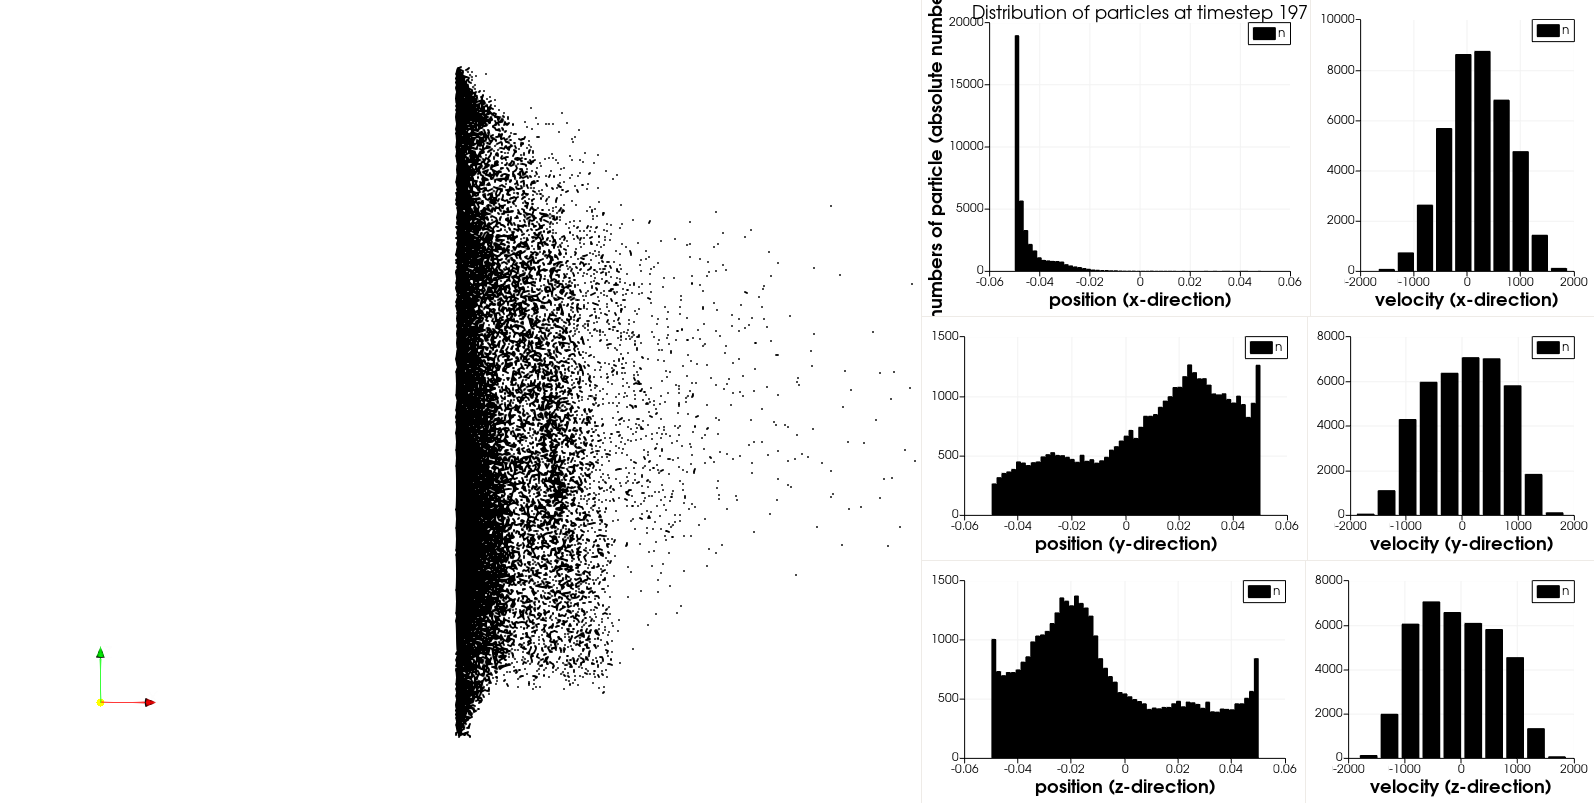 Distribution of particles at timestep 197
numbers of particle (absolute
20000
15000
10000
5000
0
-0.06 -0.04 -0.02 0 0.02 0.04 0.06
position (x-direction)
n
10000
8000
6000
4000
2000
0
-2000 -1000 0 1000 2000
velocity (x-direction)
n
1500
1000
500
0
-0.06 -0.04 -0.02 0 0.02 0.04 0.06
position (y-direction)
n
8000
6000
4000
2000
0
-2000 -1000 0 1000 2000
velocity (y-direction)
n
1500
1000
500
0
-0.06 -0.04 -0.02 0 0.02 0.04 0.06
position (z-direction)
n
8000
6000
4000
2000
0
-2000 -1000 0 1000 2000
velocity (z-direction)
n